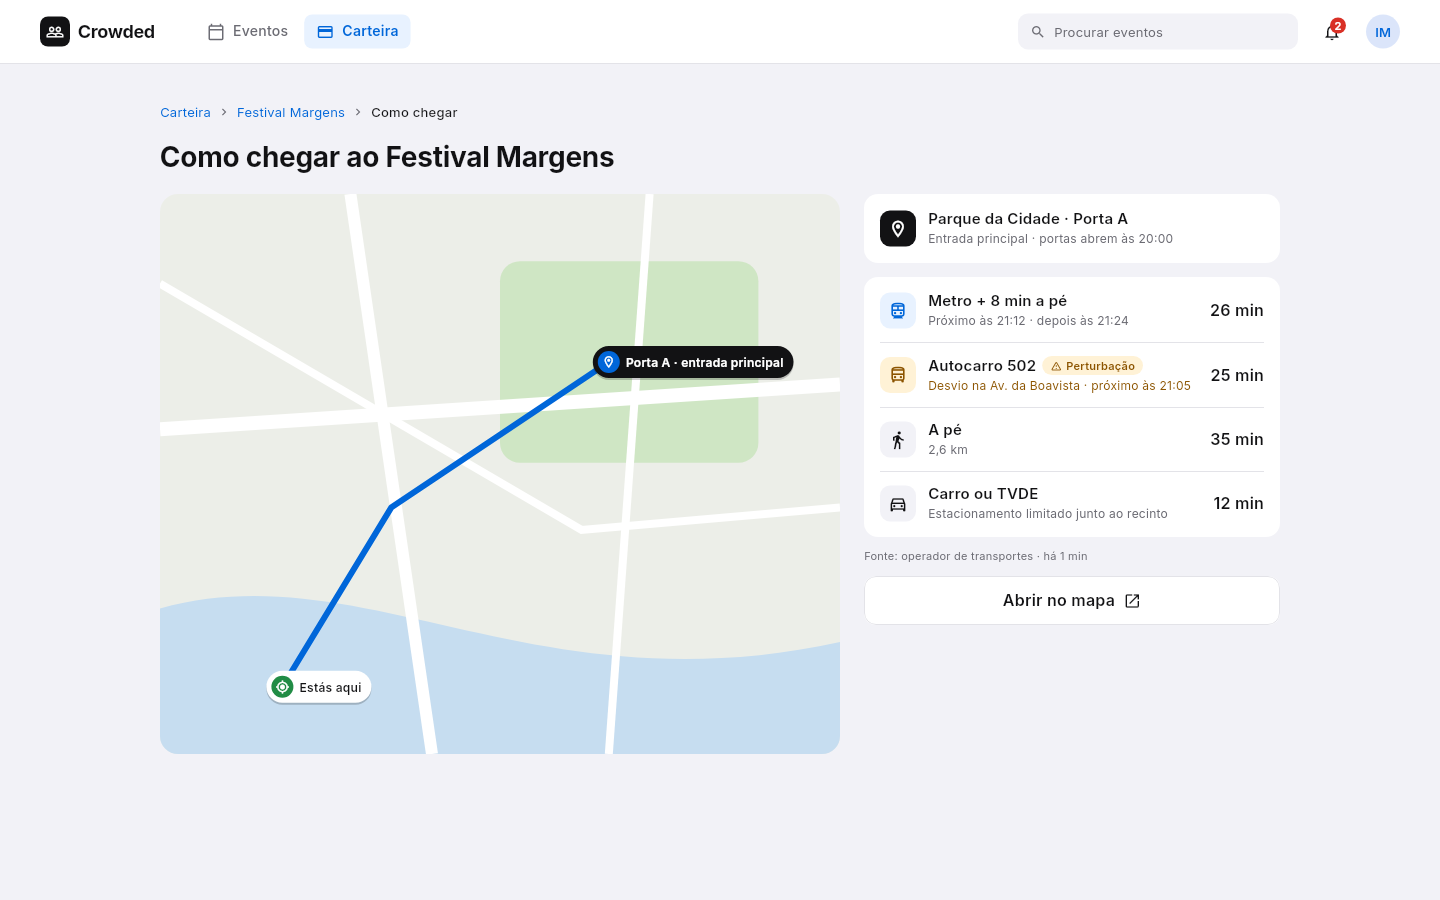 Crowded
Eventos
Carteira
Procurar eventos
2
IM
Carteira > Festival Margens > Como chegar
Como chegar ao Festival Margens
Porta A · entrada principal
Estás aqui
Parque da Cidade · Porta A
Entrada principal · portas abrem às 20:00
Metro + 8 min a pé
Próximo às 21:12 · depois às 21:24
26 min
Autocarro 502
Perturbação
Desvio na Av. da Boavista · próximo às 21:05
25 min
A pé
2,6 km
35 min
Carro ou TVDE
Estacionamento limitado junto ao recinto
12 min
Fonte: operador de transportes · há 1 min
Abrir no mapa